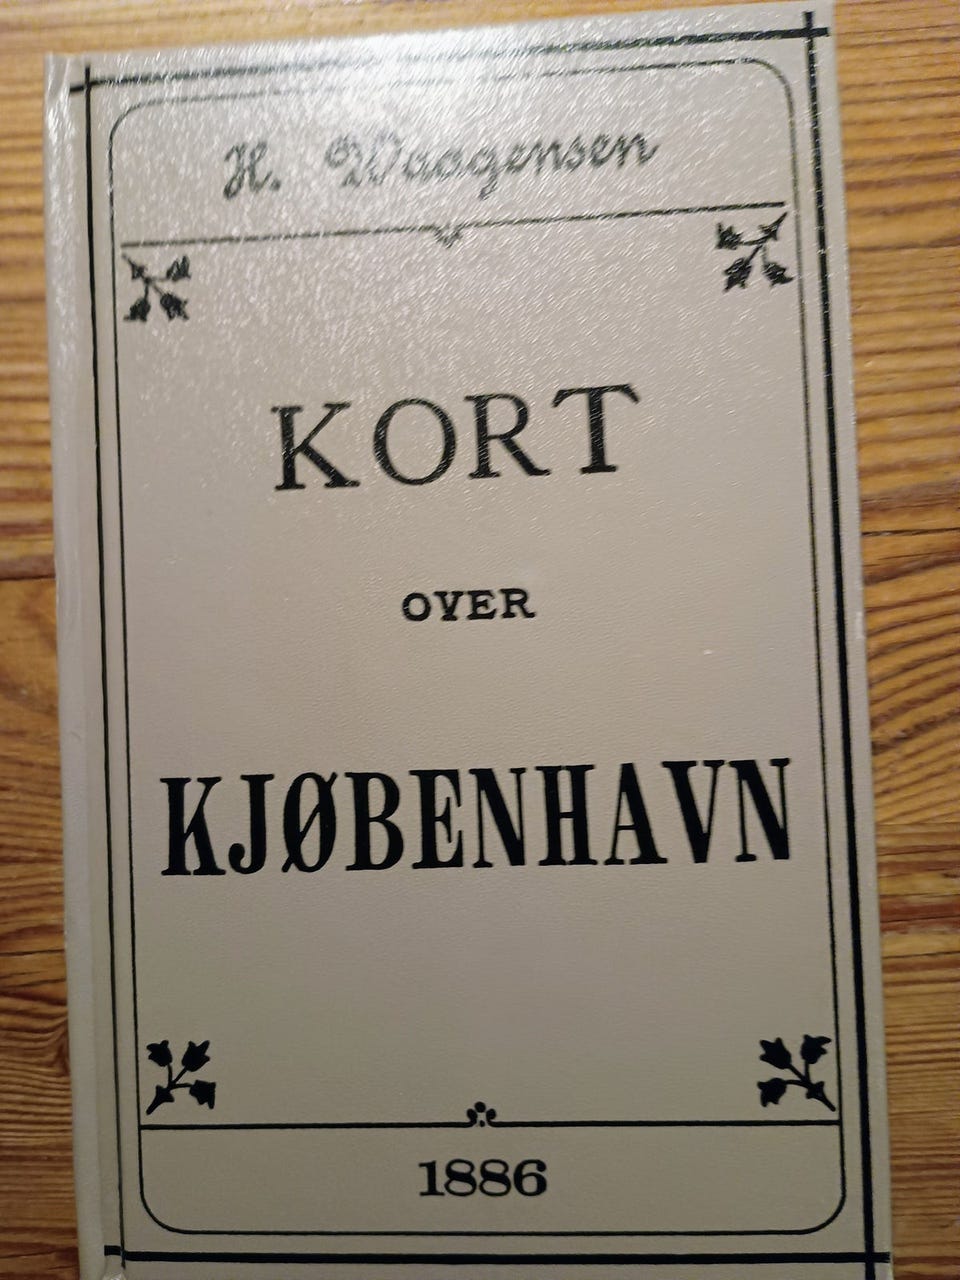 H. Waagensen
KORT
OVER
KJØBENHAVN
1886